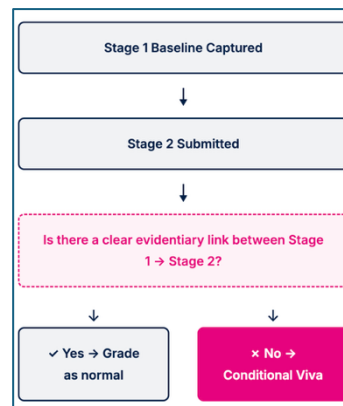 Stage 1 Baseline Captured
↓
Stage 2 Submitted
↓
Is there a clear evidentiary link between Stage
1 → Stage 2?
↓ ↓
✓ Yes → Grade
as normal
× No →
Conditional Viva